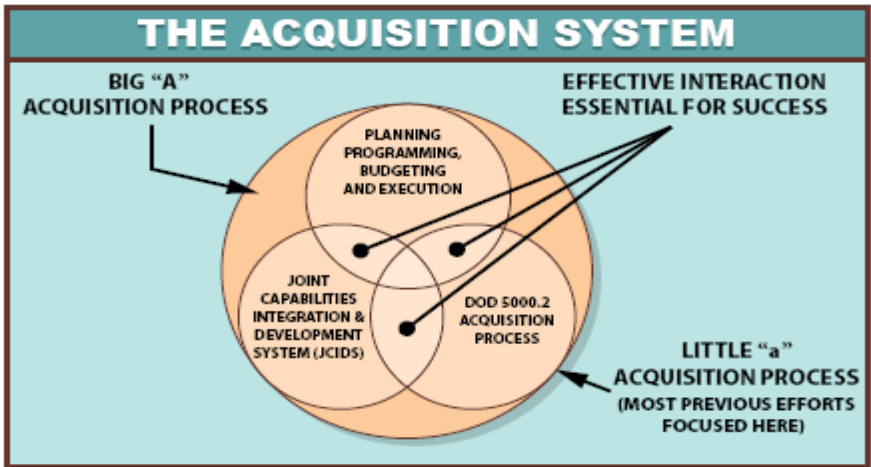 THE ACQUISITION SYSTEM
BIG “A”
ACQUISITION PROCESS
EFFECTIVE INTERACTION
ESSENTIAL FOR SUCCESS
PLANNING
PROGRAMMING,
BUDGETING
AND EXECUTION
JOINT
CAPABILITIES
INTEGRATION &
DEVELOPMENT
SYSTEM (JCIDS)
DOD 5000.2
ACQUISITION
PROCESS
LITTLE “a”
ACQUISITION PROCESS
(MOST PREVIOUS EFFORTS
FOCUSED HERE)